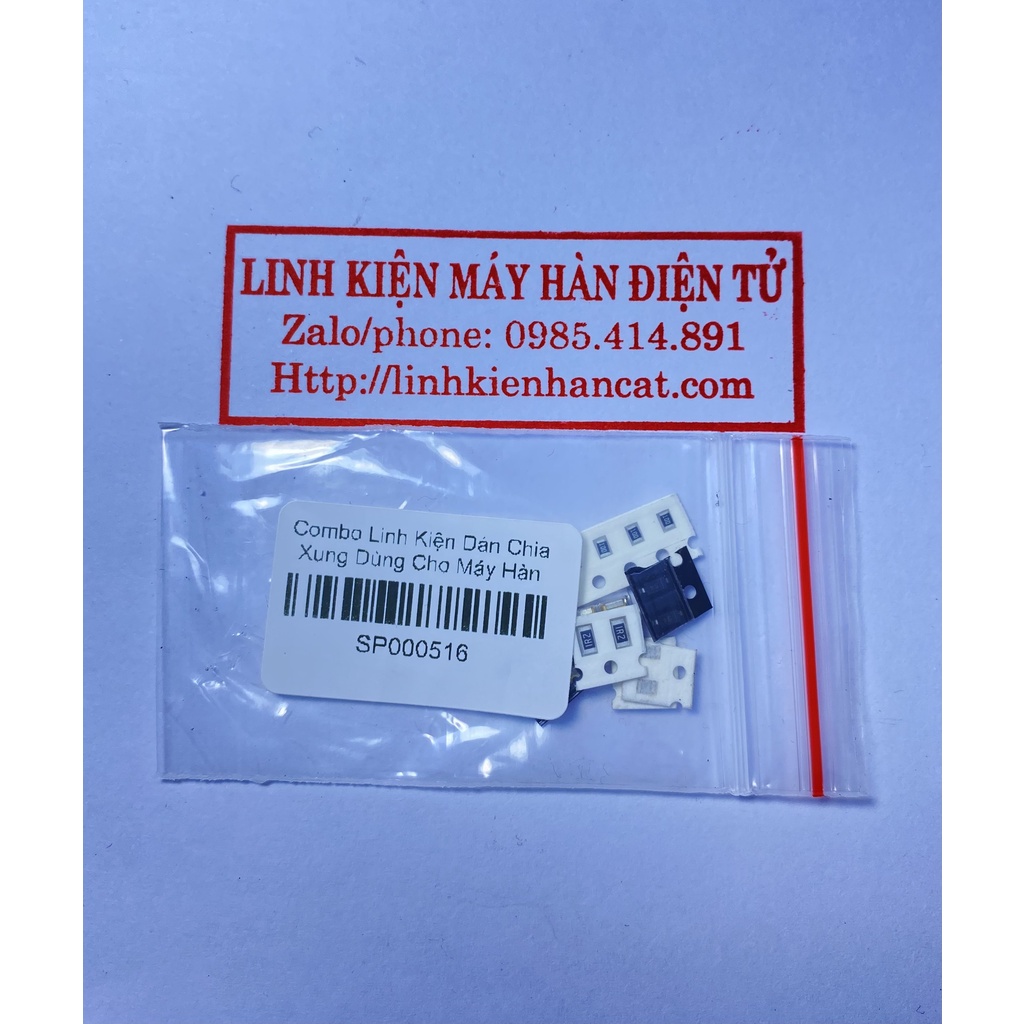 LINH KIỆN MÁY HÀN ĐIỆN TỬ
Zalo/phone: 0985.414.891
Http://linhkienhancat.com
Combo Linh Kiện Dán Chia
Xung Dùng Cho Máy Hàn
SP000516
1R2